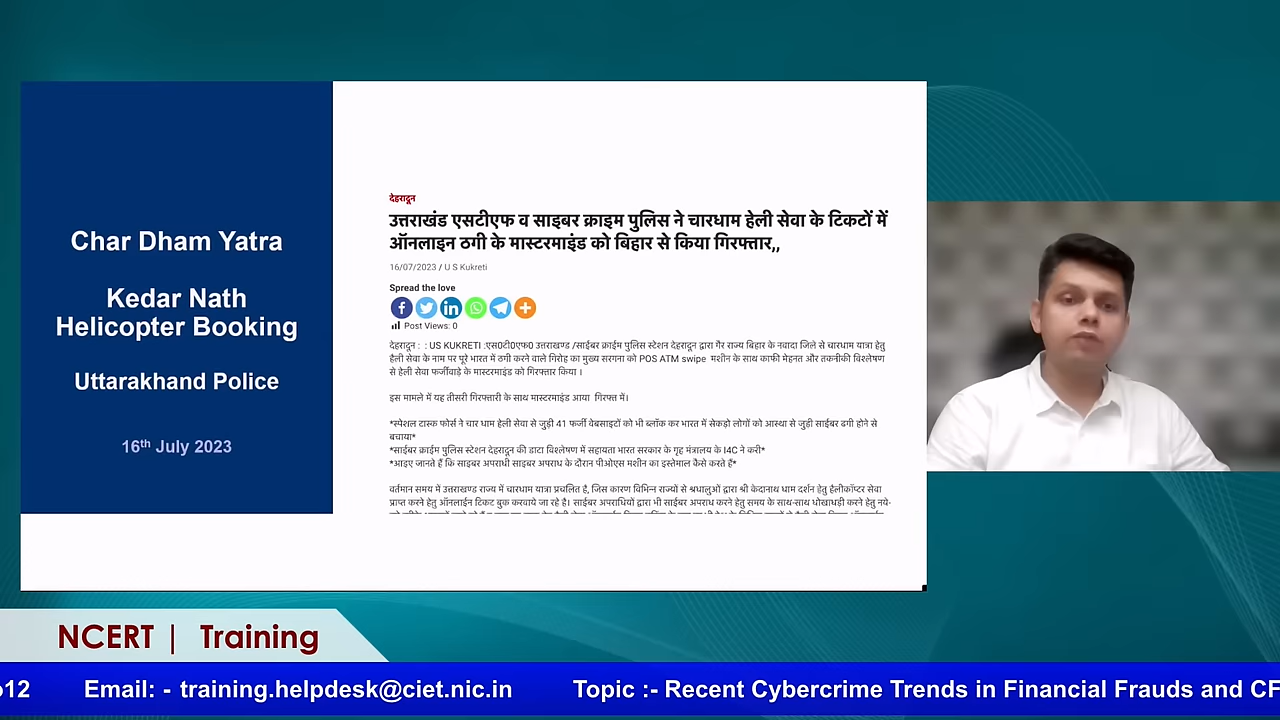 Char Dham Yatra
Kedar Nath
Helicopter Booking
Uttarakhand Police
16th July 2023
देहरादून
उत्तराखंड एसटीएफ व साइबर क्राइम पुलिस ने चारधाम हेली सेवा के टिकटों में
ऑनलाइन ठगी के मास्टरमाइंड को बिहार से किया गिरफ्तार,,
16/07/2023 / U S Kukreti
Spread the love
Post Views: 0
देहरादून : : US KUKRETI :एस0टी0एफ0 उत्तराखण्ड /साईबर क्राईम पुलिस स्टेशन देहरादून द्वारा गैर राज्य बिहार के नवादा जिले से चारधाम यात्रा हेतु
हैली सेवा के नाम पर पूरे भारत में ठगी करने वाले गिरोह का मुख्य सरगना को POS ATM swipe मशीन के साथ काफी मेहनत और तकनीकी विश्लेषण
से हेली सेवा फर्जीवाड़े के मास्टरमाइंड को गिरफ्तार किया ।
इस मामले में यह तीसरी गिरफ्तारी के साथ मास्टरमाइंड आया गिरफ्त में।
*स्पेशल टास्क फोर्स ने चार धाम हेली सेवा से जुड़ी 41 फर्जी वेबसाइटों को भी ब्लॉक कर भारत में सेकड़ो लोगों को आस्था से जुड़ी साईबर ठगी होने से
बचाया*
*साईबर क्राईम पुलिस स्टेशन देहरादून की डाटा विश्लेषण में सहायता भारत सरकार के गृह मंत्रालय के I4C ने करी*
*आइए जानते हैं कि साइबर अपराधी साइबर अपराध के दौरान पीओएस मशीन का इस्तेमाल कैसे करते हैं*
वर्तमान समय में उत्तराखण्ड राज्य में चारधाम यात्रा प्रचलित है, जिस कारण विभिन्न राज्यों से श्रधालुओं द्वारा श्री केदानाथ धाम दर्शन हेतु हैलीकॉप्टर सेवा
प्राप्त करने हेतु ऑनलाईन टिकट बुक करवाये जा रहे है। साईबर अपराधियों द्वारा भी साईबर अपराध करने हेतु समय के साथ-साथ धोखाधड़ी करने हेतु नये-
NCERT | Training
12 Email: - training.helpdesk@ciet.nic.in Topic :- Recent Cybercrime Trends in Financial Frauds and CF